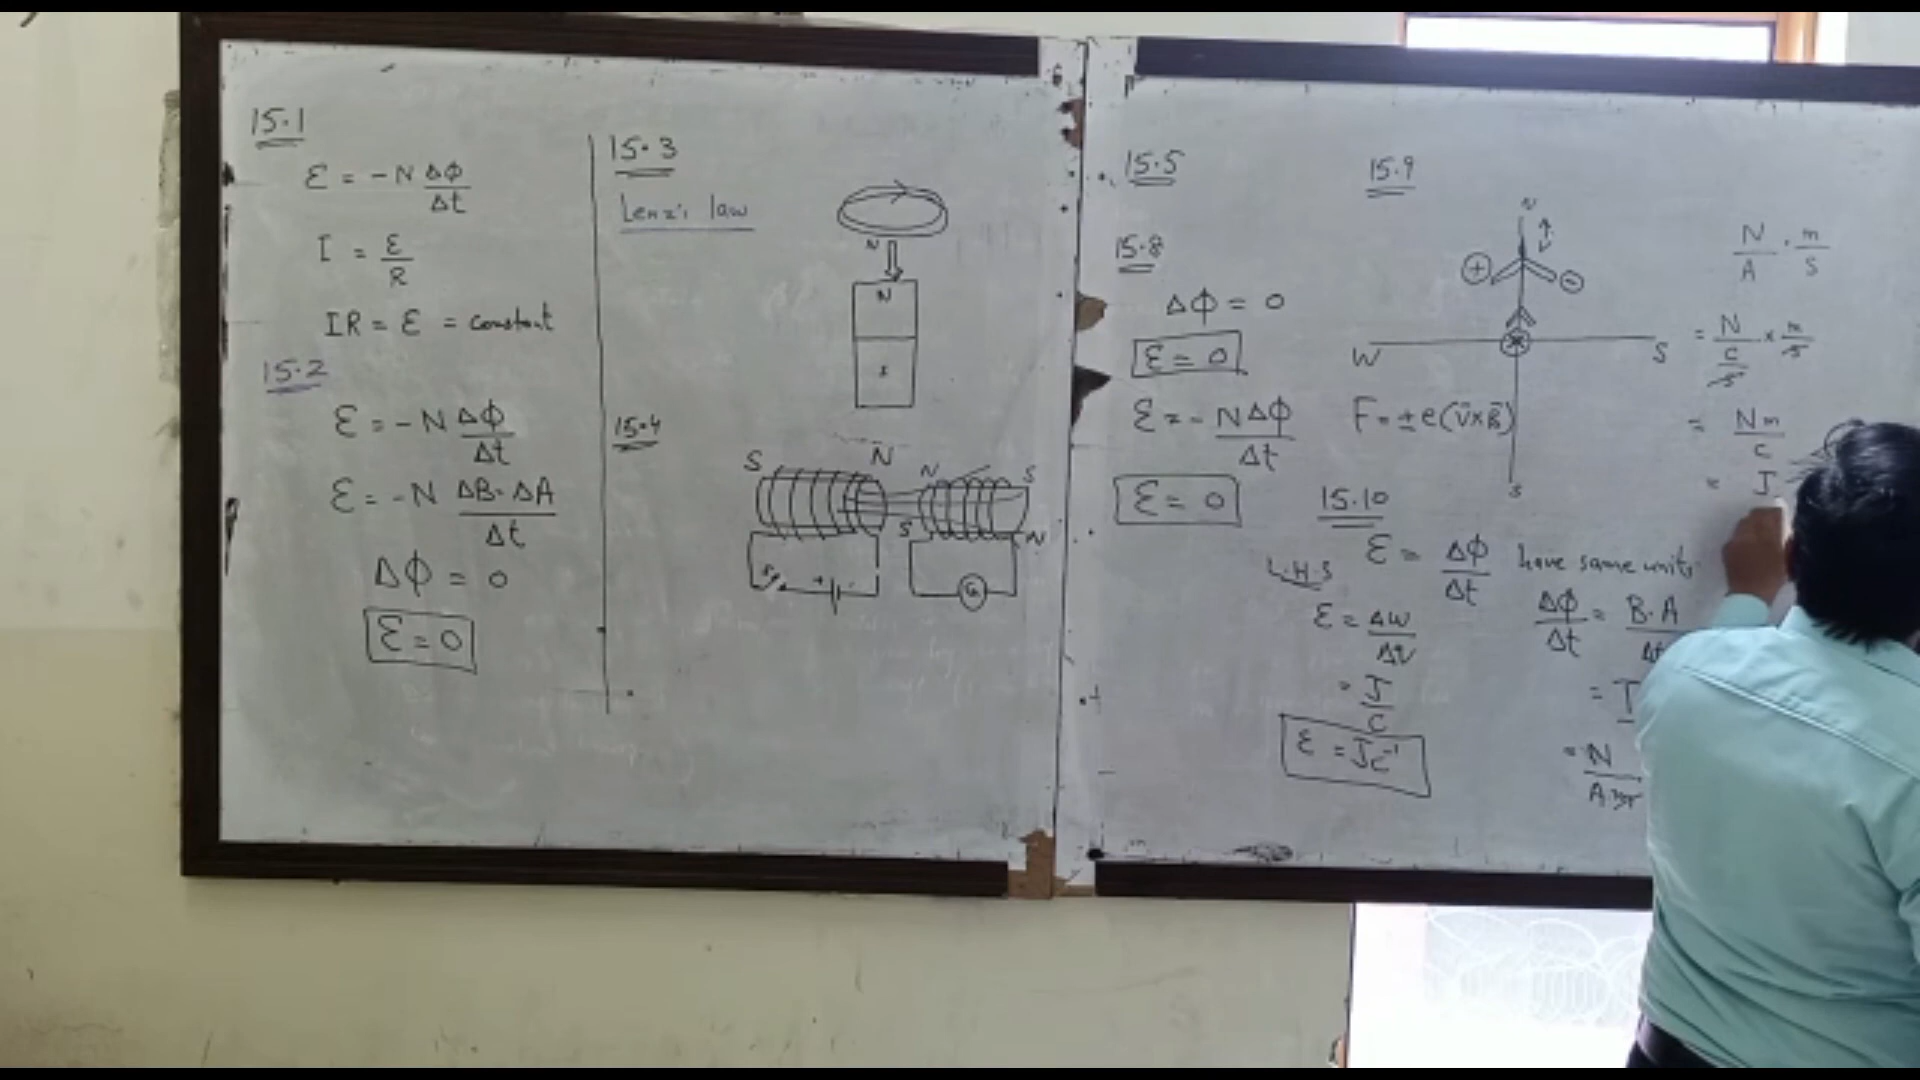 15.1
ε = -N ΔΦ/Δt
I = ε/R
IR = ε = constant
15.2
ε = -N ΔΦ/Δt
ε = -N ΔB·ΔA/Δt
ΔΦ = 0
ε = 0
15.3
Lenz's law
N
N
s
15.4
S N N S
S N
+ -
G
15.5
15.8
ΔΦ = 0
ε = 0
ε = - NΔΦ/Δt
ε = 0
15.9
N
+ -
W S
S
F = ±e(V×B)
15.10
ε = ΔΦ/Δt have same units
L.H.S
ε = ΔW/Δq
= J/C
ε = JC⁻¹
ΔΦ/Δt = B·A/Δt
= T
= N
A.m
N/A · m/s
= N/(C/s) × m/s
= Nm/C
= J